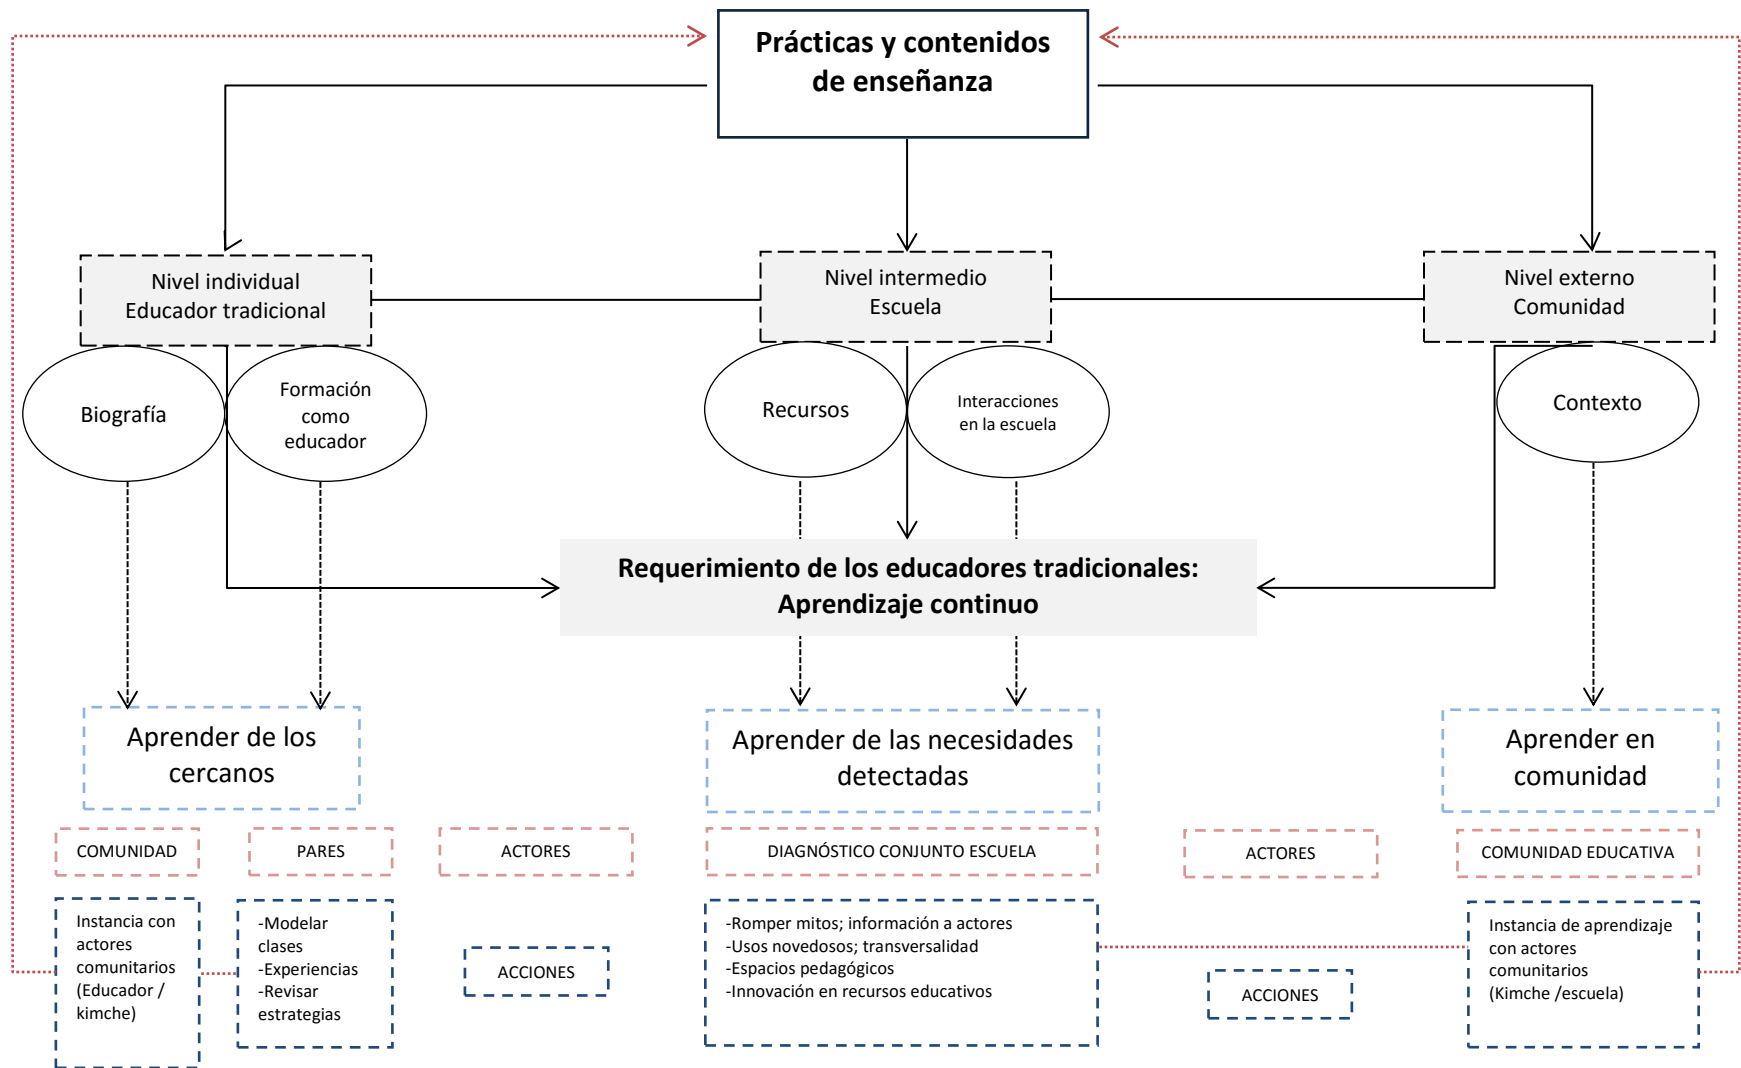 Prácticas y contenidos
de enseñanza
Nivel individual
Educador tradicional
Nivel intermedio
Escuela
Nivel externo
Comunidad
Biografía
Formación
como
educador
Recursos
Interacciones
en la escuela
Contexto
Requerimiento de los educadores tradicionales:
Aprendizaje continuo
Aprender de los
cercanos
Aprender de las necesidades
detectadas
Aprender en
comunidad
COMUNIDAD
PARES
ACTORES
DIAGNÓSTICO CONJUNTO ESCUELA
ACTORES
COMUNIDAD EDUCATIVA
Instancia con
actores
comunitarios
(Educador /
kimche)
-Modelar
clases
-Experiencias
-Revisar
estrategias
ACCIONES
-Romper mitos; información a actores
-Usos novedosos; transversalidad
-Espacios pedagógicos
-Innovación en recursos educativos
ACCIONES
Instancia de aprendizaje
con actores
comunitarios
(Kimche /escuela)